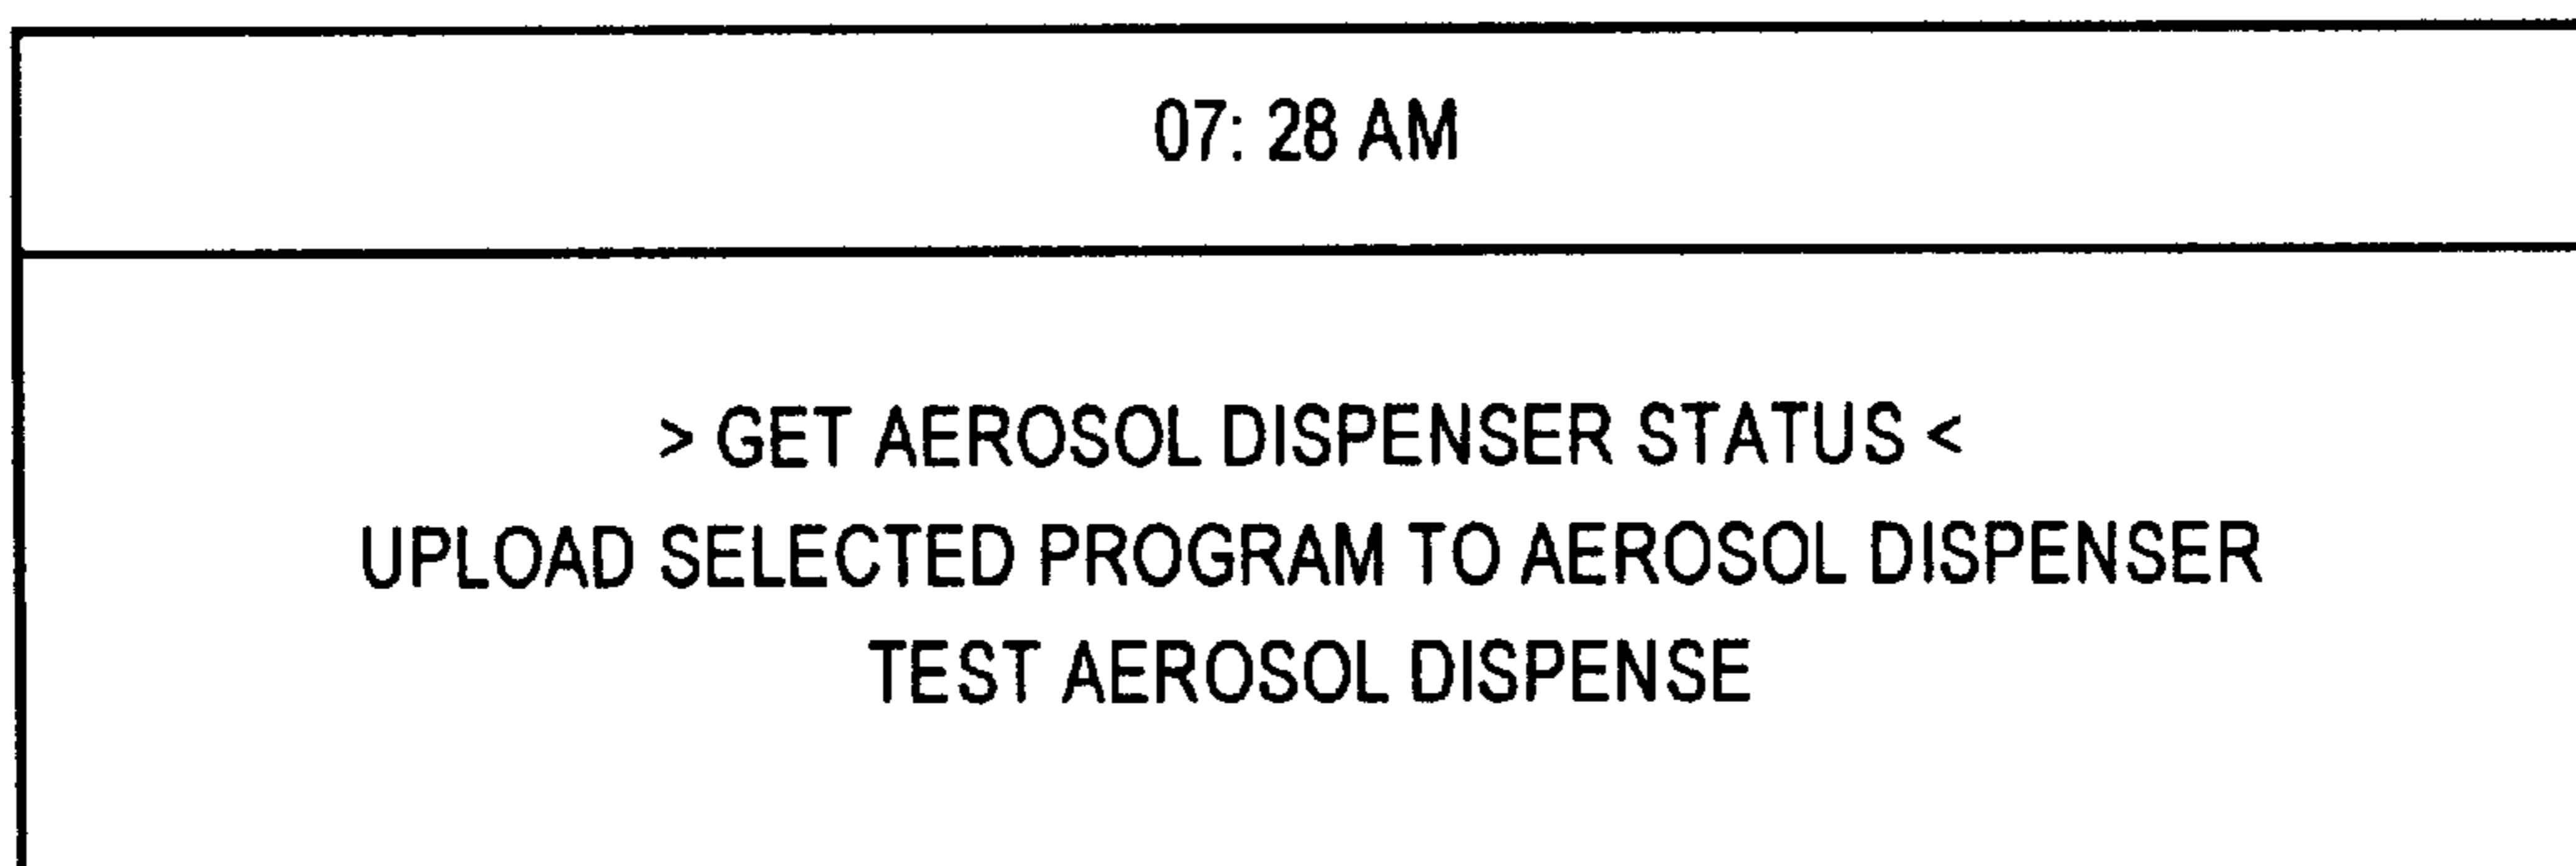 07: 28 AM
> GET AEROSOL DISPENSER STATUS <
UPLOAD SELECTED PROGRAM TO AEROSOL DISPENSER
TEST AEROSOL DISPENSE